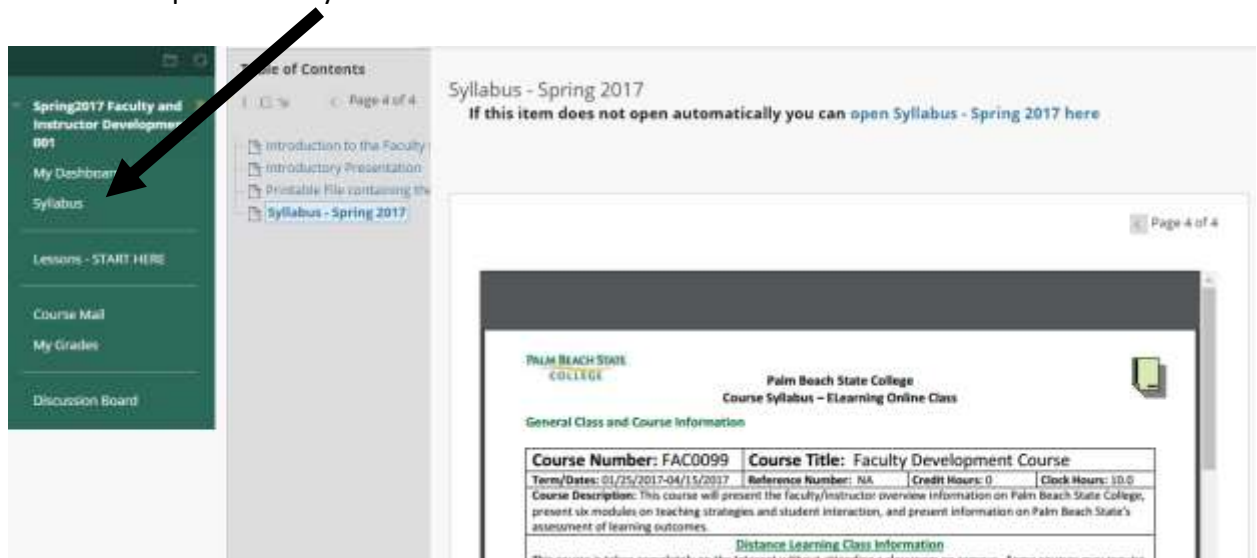 Table of Contents
Page 4 of 4
Introduction to the Faculty
Introductory Presentation
Printable File containing the
Syllabus - Spring 2017
Spring2017 Faculty and
Instructor Developmen
001
My Dashboar
Syllabus
Lessons - START HERE
Course Mail
My Grades
Discussion Board
Syllabus - Spring 2017
If this item does not open automatically you can open Syllabus - Spring 2017 here
Page 4 of 4
PALM BEACH STATE
COLLEGE
Palm Beach State College
Course Syllabus – ELearning Online Class
General Class and Course Information
Course Number: FAC0099 Course Title: Faculty Development Course
Term/Dates: 01/25/2017-04/15/2017 Reference Number: NA Credit Hours: 0 Clock Hours: 10.0
Course Description: This course will present the faculty/instructor overview information on Palm Beach State College,
present six modules on teaching strategies and student interaction, and present information on Palm Beach State's
assessment of learning outcomes.
Distance Learning Class Information